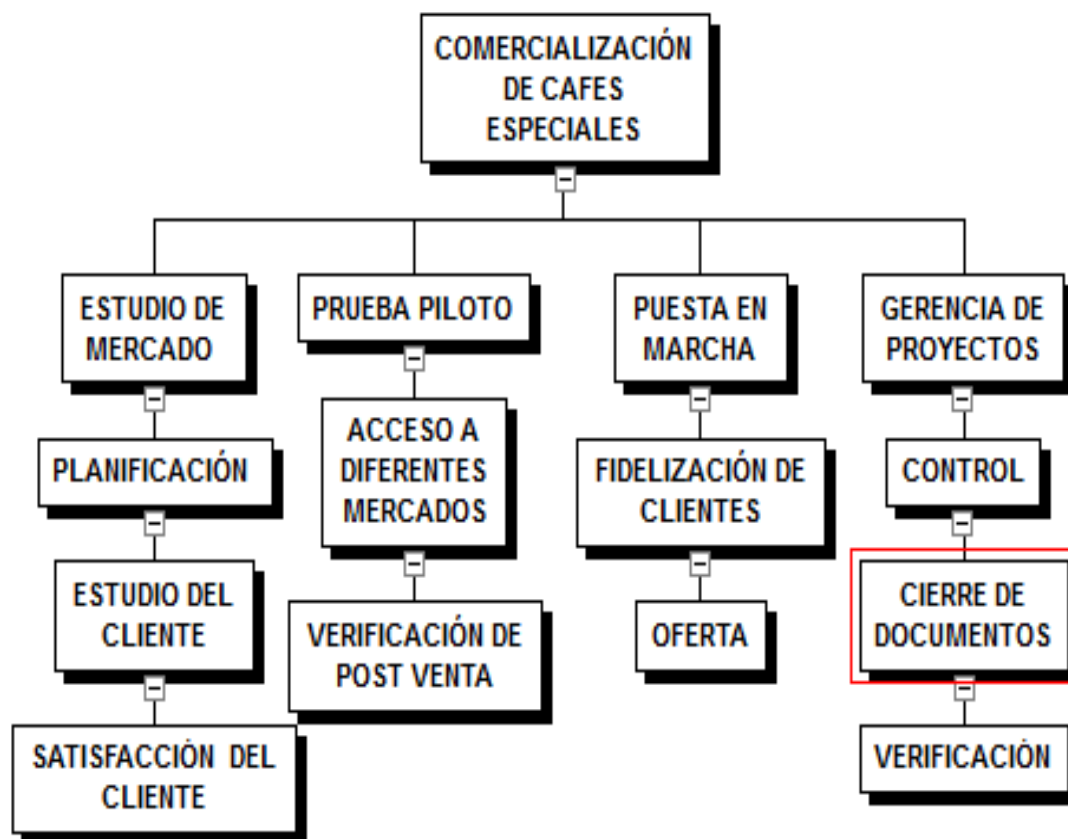 COMERCIALIZACIÓN
DE CAFES
ESPECIALES
ESTUDIO DE
MERCADO
PLANIFICACIÓN
ESTUDIO DEL
CLIENTE
SATISFACCIÓN DEL
CLIENTE
PRUEBA PILOTO
ACCESO A
DIFERENTES
MERCADOS
VERIFICACIÓN DE
POST VENTA
PUESTA EN
MARCHA
FIDELIZACIÓN DE
CLIENTES
OFERTA
GERENCIA DE
PROYECTOS
CONTROL
CIERRE DE
DOCUMENTOS
VERIFICACIÓN